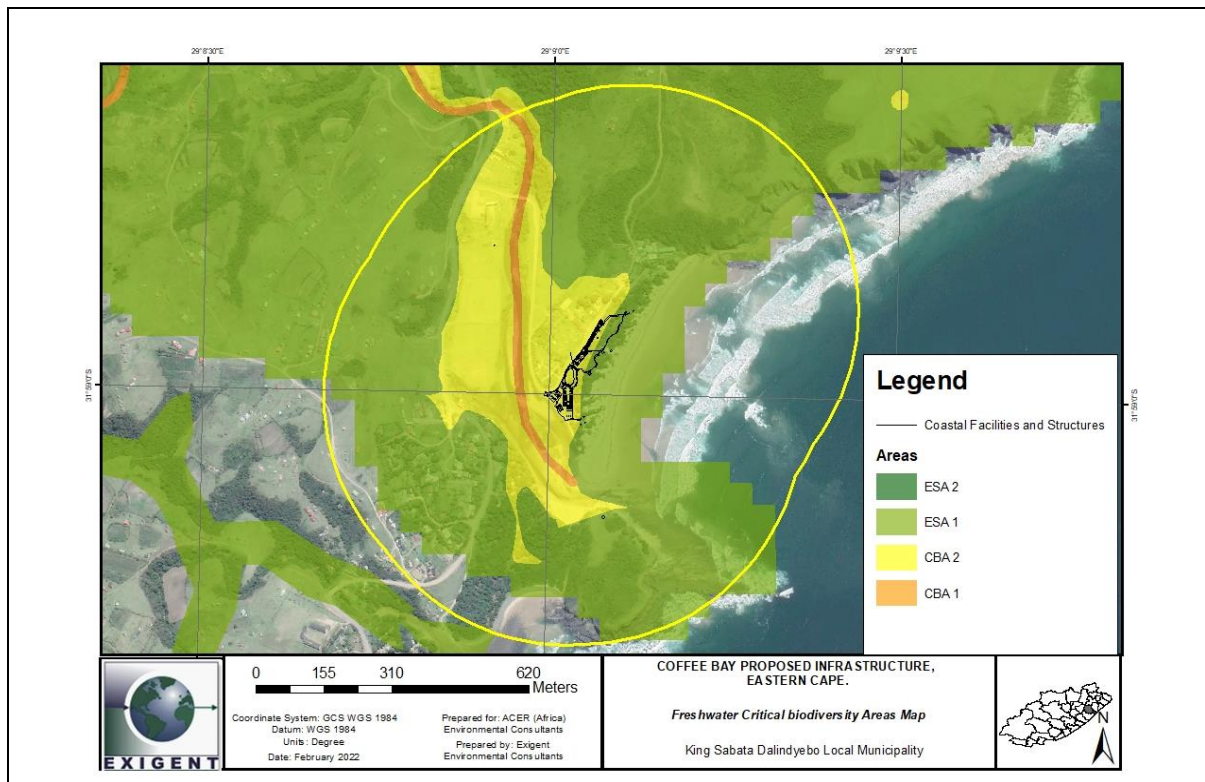 29° 8'30"E
29° 9'0"E
29° 9'30"E
31° 59'0"S
31° 59'0"S
Legend
Coastal Facilities and Structures
Areas
ESA 2
ESA 1
CBA 2
CBA 1
EXIGENT
0 155 310 620
Meters
Coordinate System: GCS WGS 1984
Datum: WGS 1984
Units: Degree
Date: February 2022
Prepared for: ACER (Africa)
Environmental Consultants
Prepared by: Exigent
Environmental Consultants
COFFEE BAY PROPOSED INFRASTRUCTURE,
EASTERN CAPE.
Freshwater Critical biodiversity Areas Map
King Sabata Dalindyebo Local Municipality
N